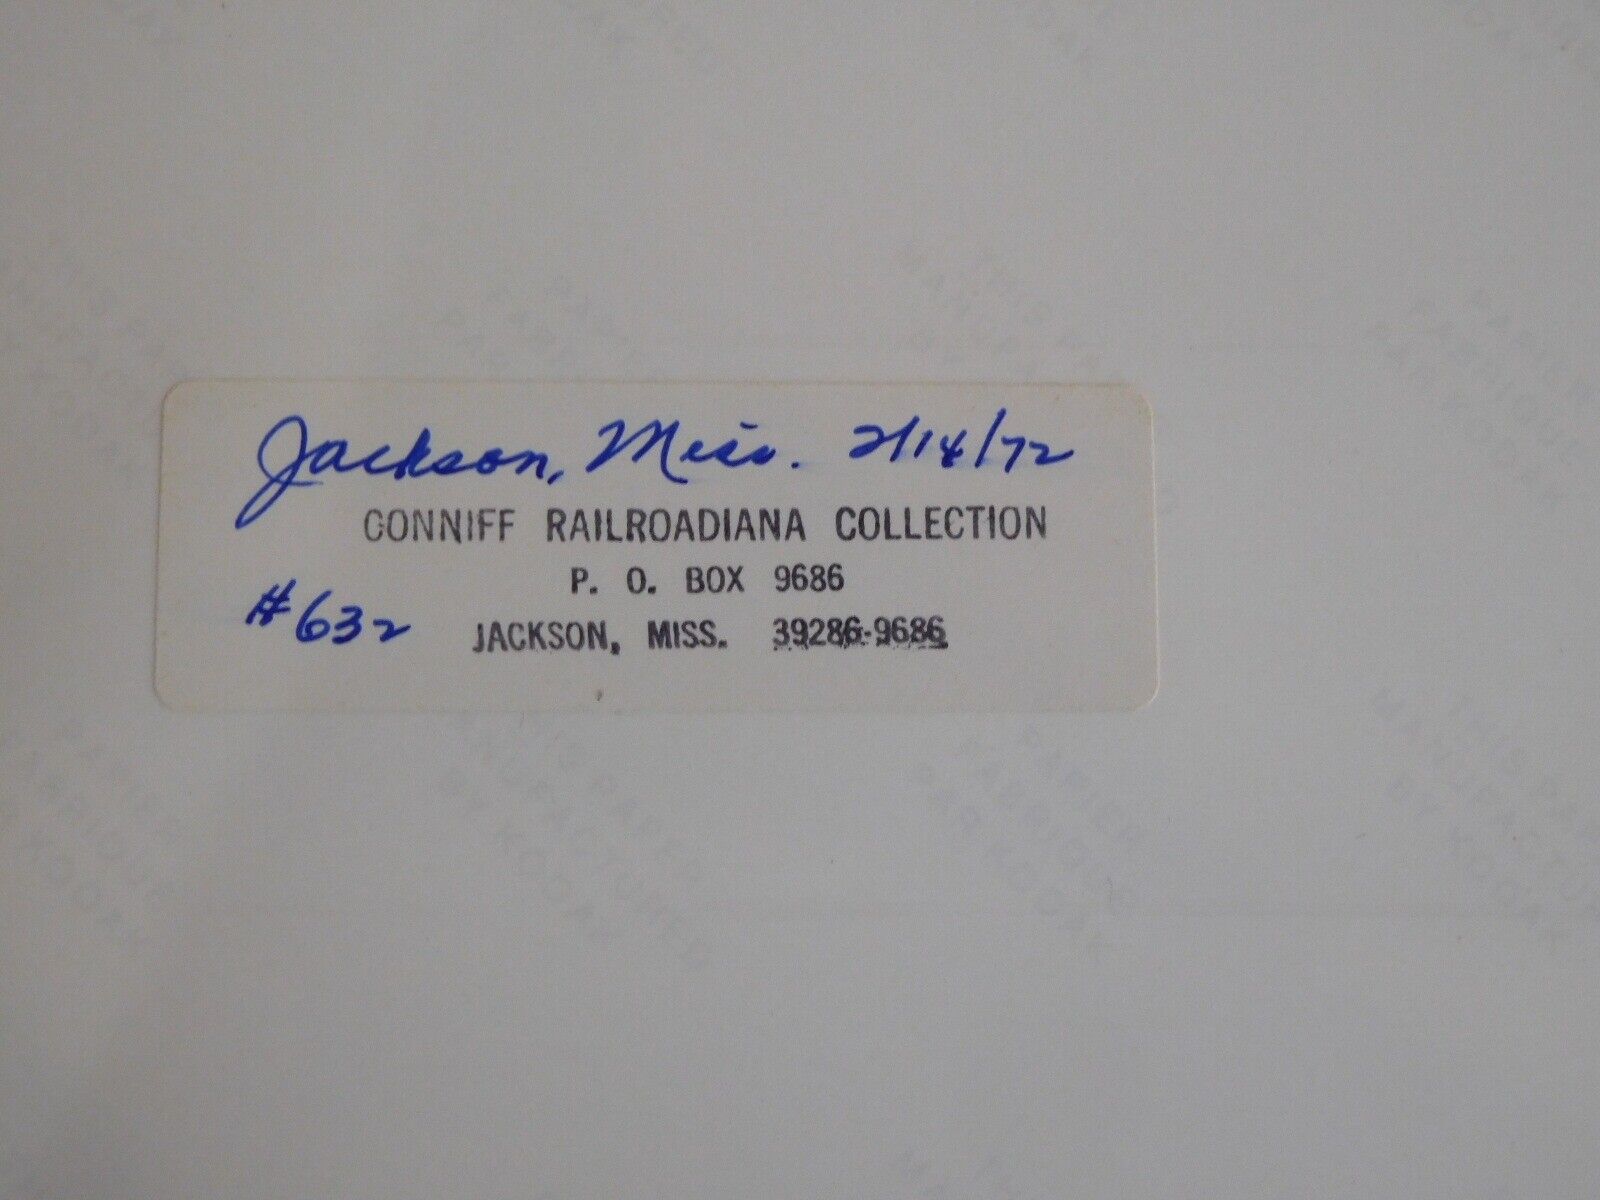 Jackson, Miss. 2/14/72
CONNIFF RAILROADIANA COLLECTION
P. O. BOX 9686
#632 JACKSON, MISS. 39286-9686